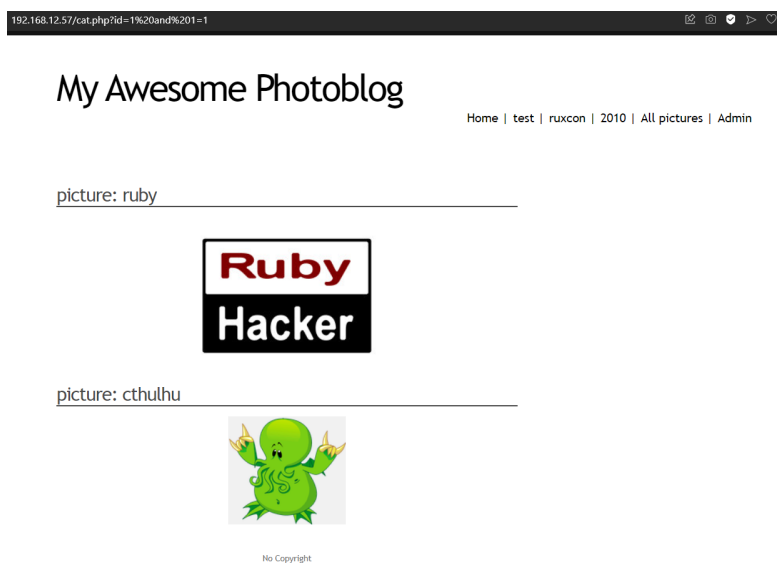 192.168.12.57/cat.php?id=1%20and%201=1
My Awesome Photoblog
Home | test | ruxcon | 2010 | All pictures | Admin
picture: ruby
Ruby
Hacker
picture: cthulhu
No Copyright